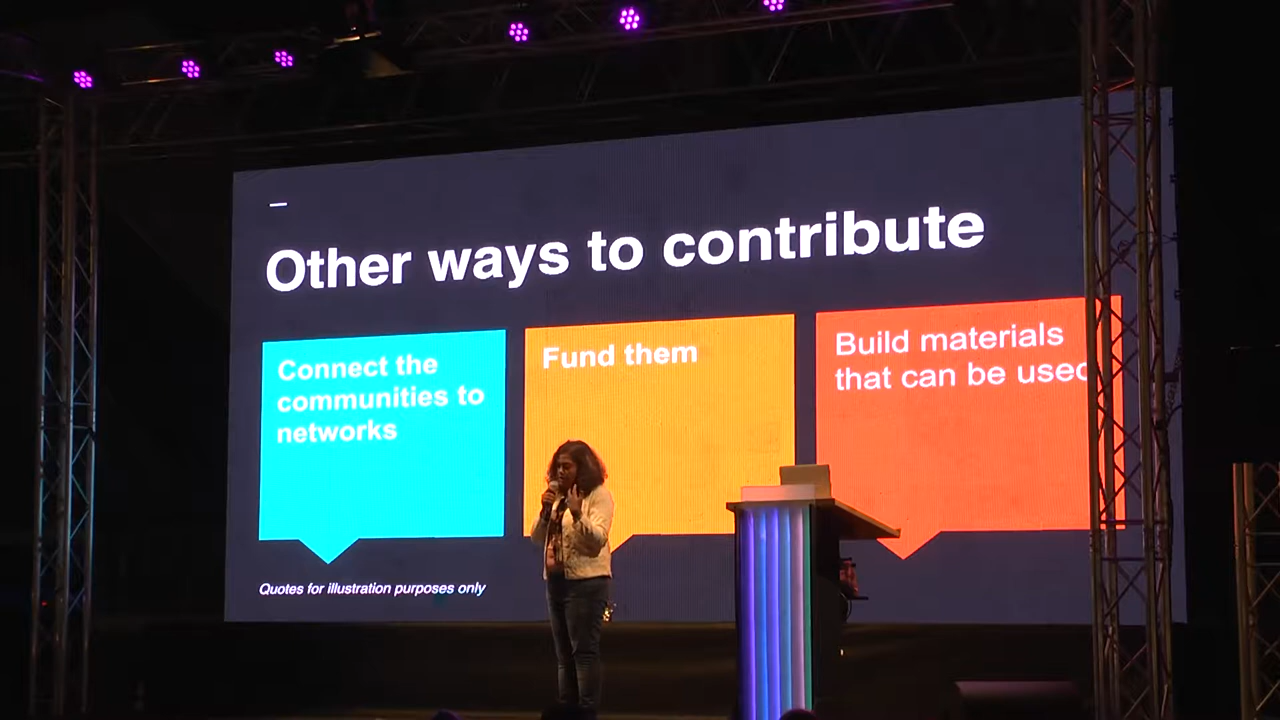 Other ways to contribute
Connect the
communities to
networks
Fund them
Build materials
that can be used
Quotes for illustration purposes only